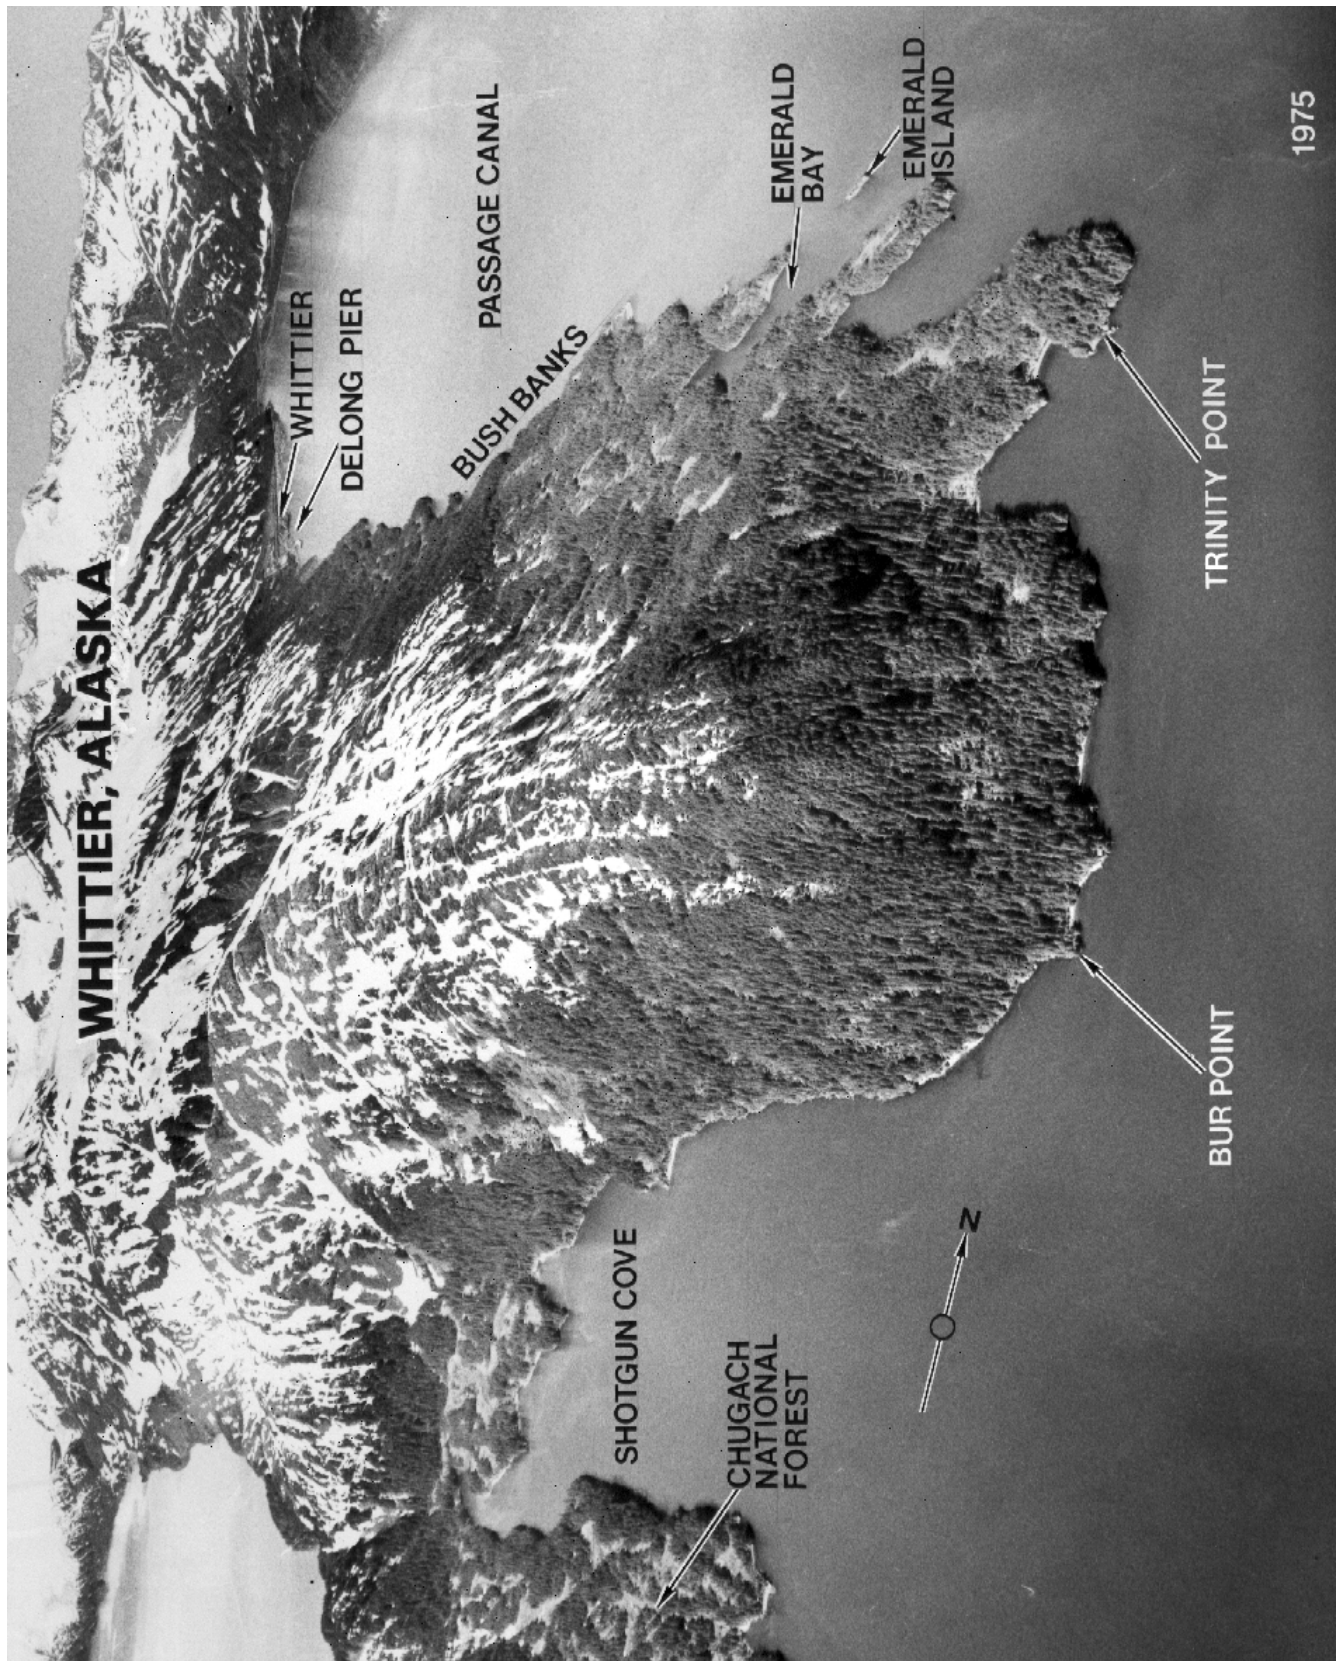 WHITTIER, ALASKA
WHITTIER
DELONG PIER
PASSAGE CANAL
BUSH BANKS
EMERALD
BAY
EMERALD
ISLAND
SHOTGUN COVE
CHUGACH
NATIONAL
FOREST
N
BUR POINT
TRINITY POINT
1975